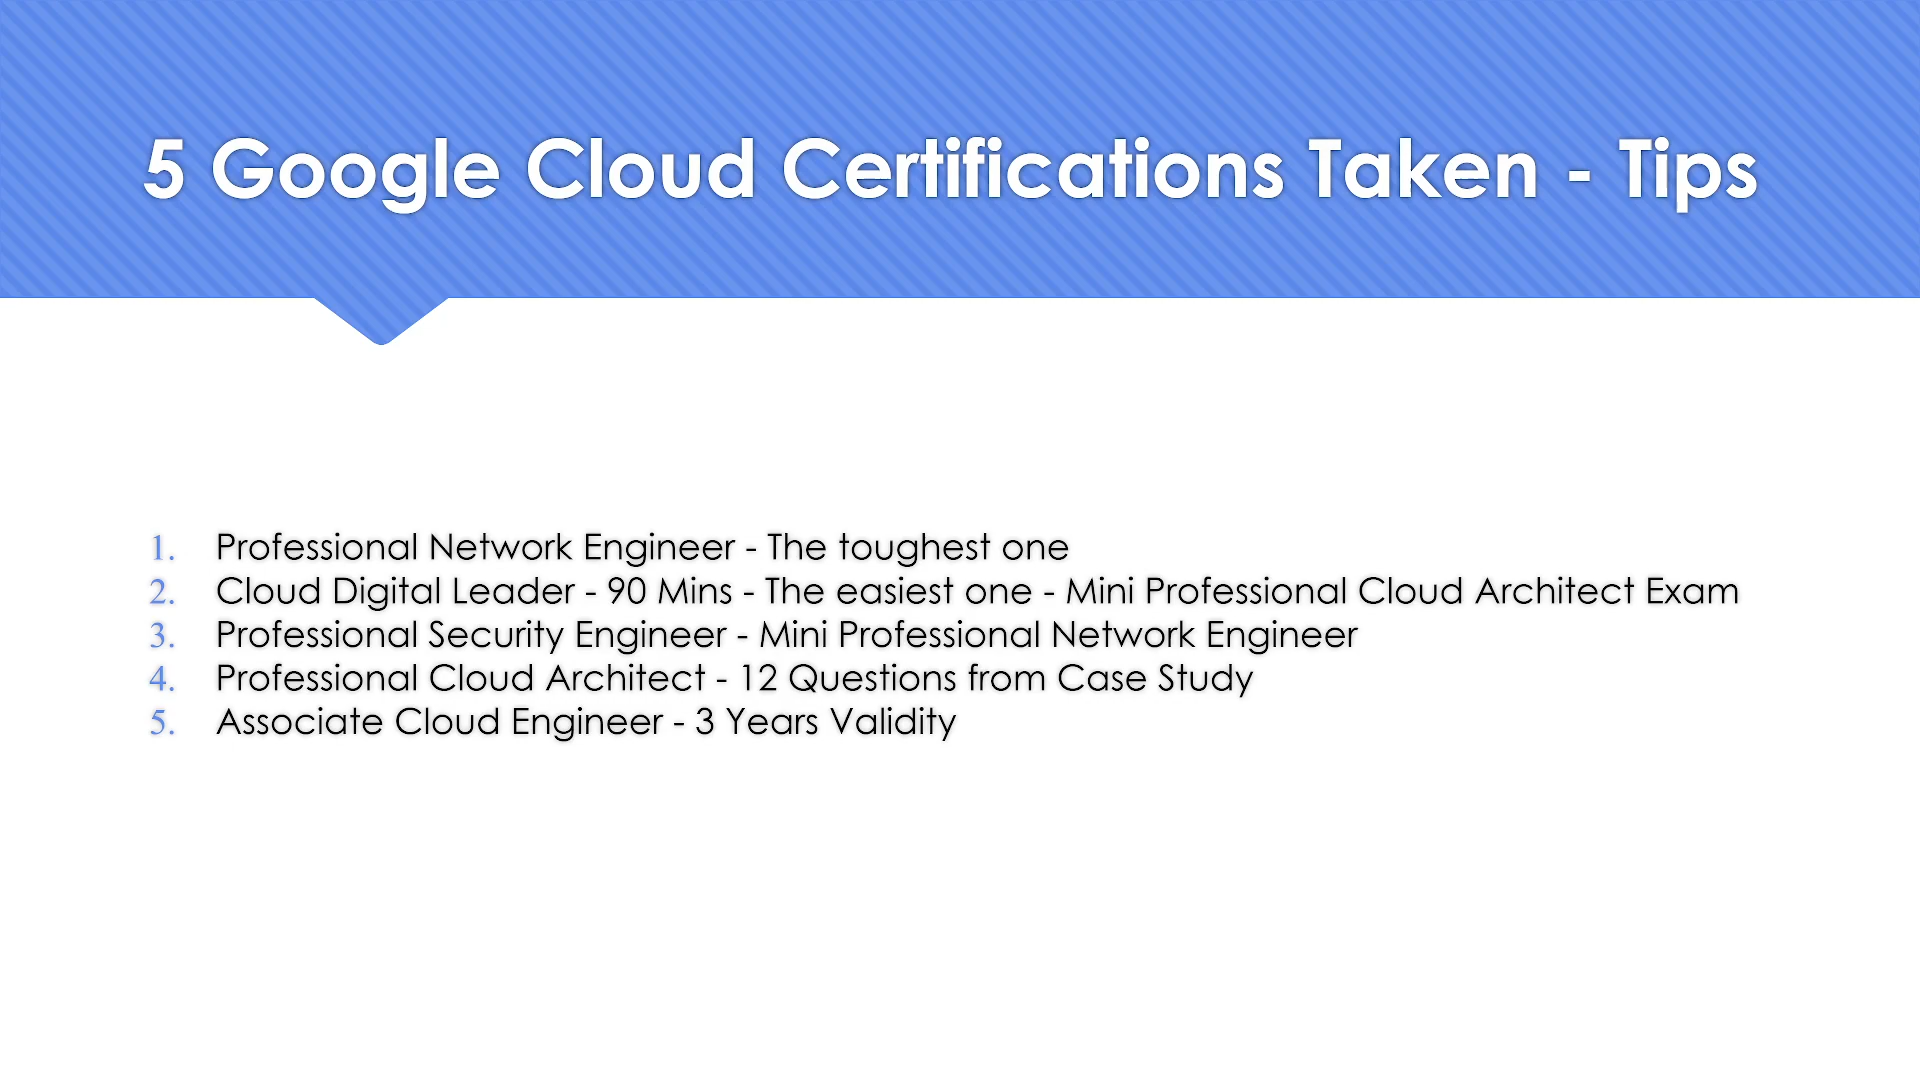 5 Google Cloud Certifications Taken - Tips
1. Professional Network Engineer - The toughest one
2. Cloud Digital Leader - 90 Mins - The easiest one - Mini Professional Cloud Architect Exam
3. Professional Security Engineer - Mini Professional Network Engineer
4. Professional Cloud Architect - 12 Questions from Case Study
5. Associate Cloud Engineer - 3 Years Validity